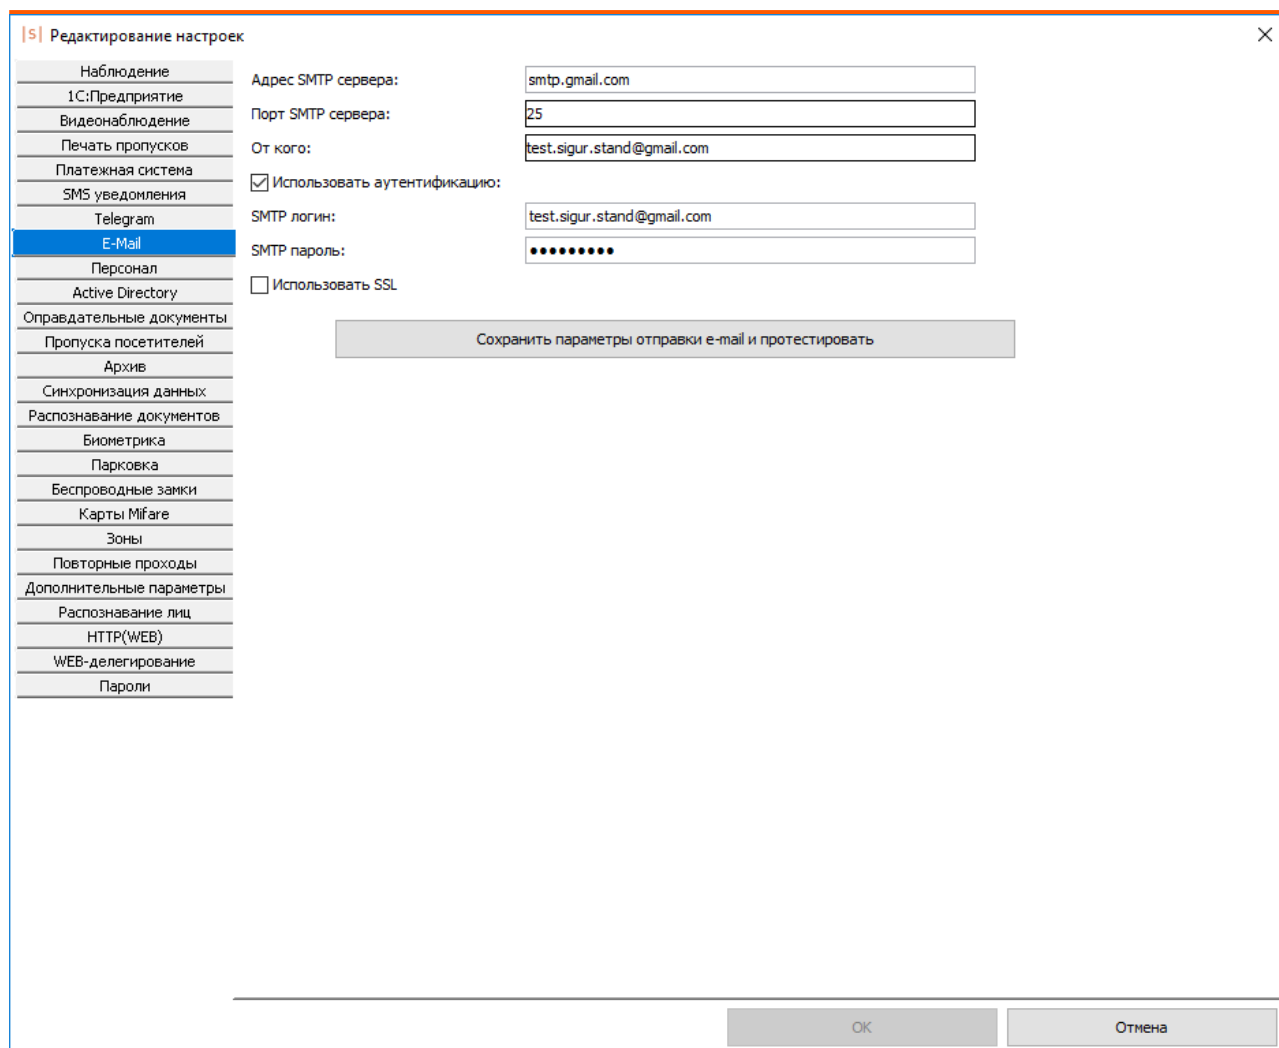 |S| Редактирование настроек
Наблюдение
1С:Предприятие
Видеонаблюдение
Печать пропусков
Платежная система
SMS уведомления
Telegram
E-Mail
Персонал
Active Directory
Оправдательные документы
Пропуска посетителей
Архив
Синхронизация данных
Распознавание документов
Биометрика
Парковка
Беспроводные замки
Карты Mifare
Зоны
Повторные проходы
Дополнительные параметры
Распознавание лиц
HTTP(WEB)
WEB-делегирование
Пароли
Адрес SMTP сервера: smtp.gmail.com
Порт SMTP сервера: 25
От кого: test.sigur.stand@gmail.com
Использовать аутентификацию:
SMTP логин: test.sigur.stand@gmail.com
SMTP пароль: •••••••••
Использовать SSL
Сохранить параметры отправки e-mail и протестировать
OK Отмена